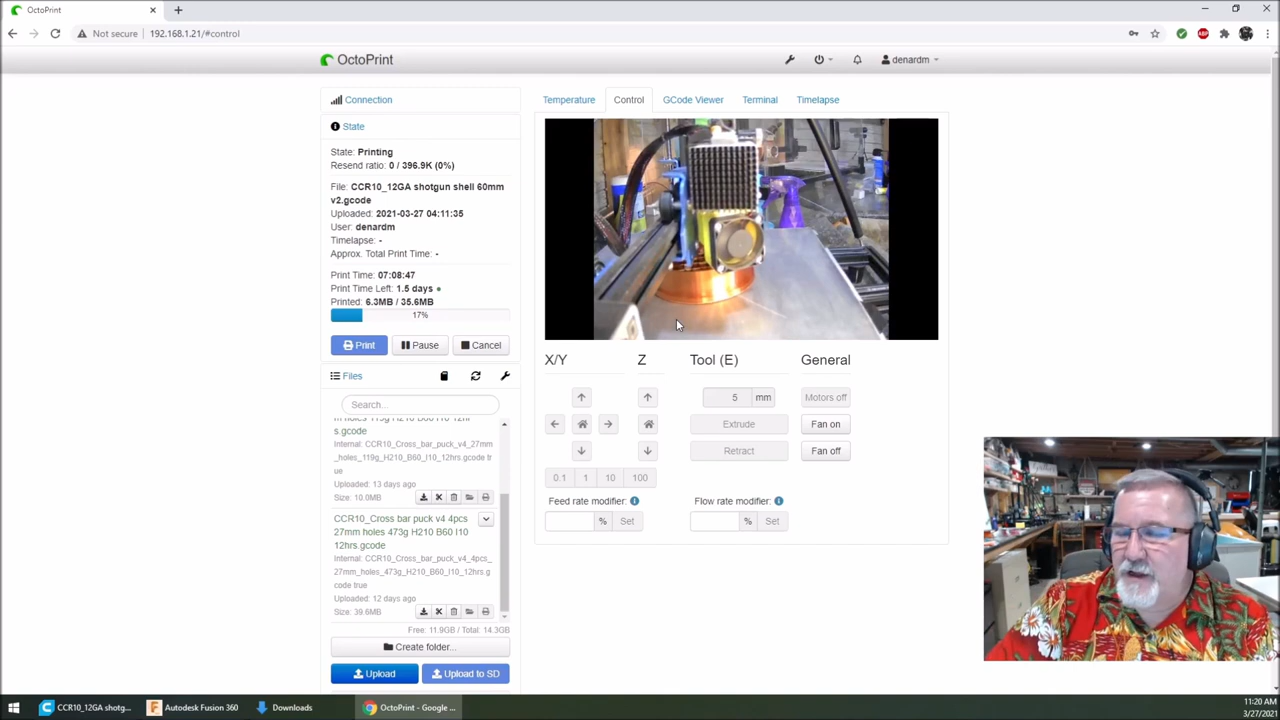 OctoPrint
Not secure
192.168.1.21/#control
OctoPrint
denardm
Connection
State
State: Printing
Resend ratio: 0 / 396.9K (0%)
File: CCR10_12GA shotgun shell 60mm
v2.gcode
Uploaded: 2021-03-27 04:11:35
User: denardm
Timelapse: -
Approx. Total Print Time: -
Print Time: 07:08:47
Print Time Left: 1.5 days
Printed: 6.3MB / 35.6MB
17%
Print
Pause
Cancel
Files
Search...
s.gcode
Internal: CCR10_Cross_bar_puck_v4_27mm
_holes_119g_H210_B60_I10_12hrs.gcode
true
Uploaded: 13 days ago
Size: 10.0MB
CCR10_Cross bar puck v4 4pcs
27mm holes 473g H210 B60 I10
12hrs.gcode
Internal: CCR10_Cross_bar_puck_v4_4pcs_
27mm_holes_473g_H210_B60_I10_12hrs.g
code true
Uploaded: 12 days ago
Size: 39.6MB
Free: 11.9GB / Total: 14.3GB
Create folder...
Upload
Upload to SD
Temperature
Control
GCode Viewer
Terminal
Timelapse
X/Y
Z
Tool (E)
General
5 mm
Motors off
Extrude
Fan on
Retract
Fan off
0.1
1
10
100
Feed rate modifier:
Flow rate modifier:
% Set
% Set
CCR10_12GA shotg...
Autodesk Fusion 360
Downloads
OctoPrint - Google ...
11:20 AM
3/27/2021